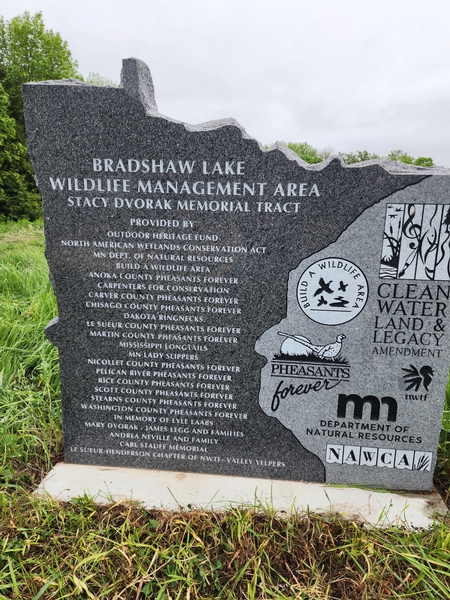 BRADSHAW LAKE
WILDLIFE MANAGEMENT AREA
STACY DVORAK MEMORIAL TRACT
PROVIDED BY
OUTDOOR HERITAGE FUND
NORTH AMERICAN WETLANDS CONSERVATION ACT
MN DEPT. OF NATURAL RESOURCES
BUILD A WILDLIFE AREA
ANOKA COUNTY PHEASANTS FOREVER
CARPENTERS FOR CONSERVATION
CARVER COUNTY PHEASANTS FOREVER
CHISAGO COUNTY PHEASANTS FOREVER
DAKOTA RINGNECKS
LE SUEUR COUNTY PHEASANTS FOREVER
MARTIN COUNTY PHEASANTS FOREVER
MISSISSIPPI LONGTAILS
MN LADY SLIPPERS
NICOLLET COUNTY PHEASANTS FOREVER
PELICAN RIVER PHEASANTS FOREVER
RICE COUNTY PHEASANTS FOREVER
SCOTT COUNTY PHEASANTS FOREVER
STEARNS COUNTY PHEASANTS FOREVER
WASHINGTON COUNTY PHEASANTS FOREVER
IN MEMORY OF LYLE LAABS
MARY DVORAK - JAMES LEGG AND FAMILIES
ANDREA NEVILLE AND FAMILY
CARL STAUFF MEMORIAL
LE SUEUR-HENDERSON CHAPTER OF NWTF- VALLEY YELPERS
BUILD A WILDLIFE AREA
CLEAN
WATER
LAND &
LEGACY
AMENDMENT
PHEASANTS
forever
nwtf
mn
DEPARTMENT OF
NATURAL RESOURCES
NAWCA